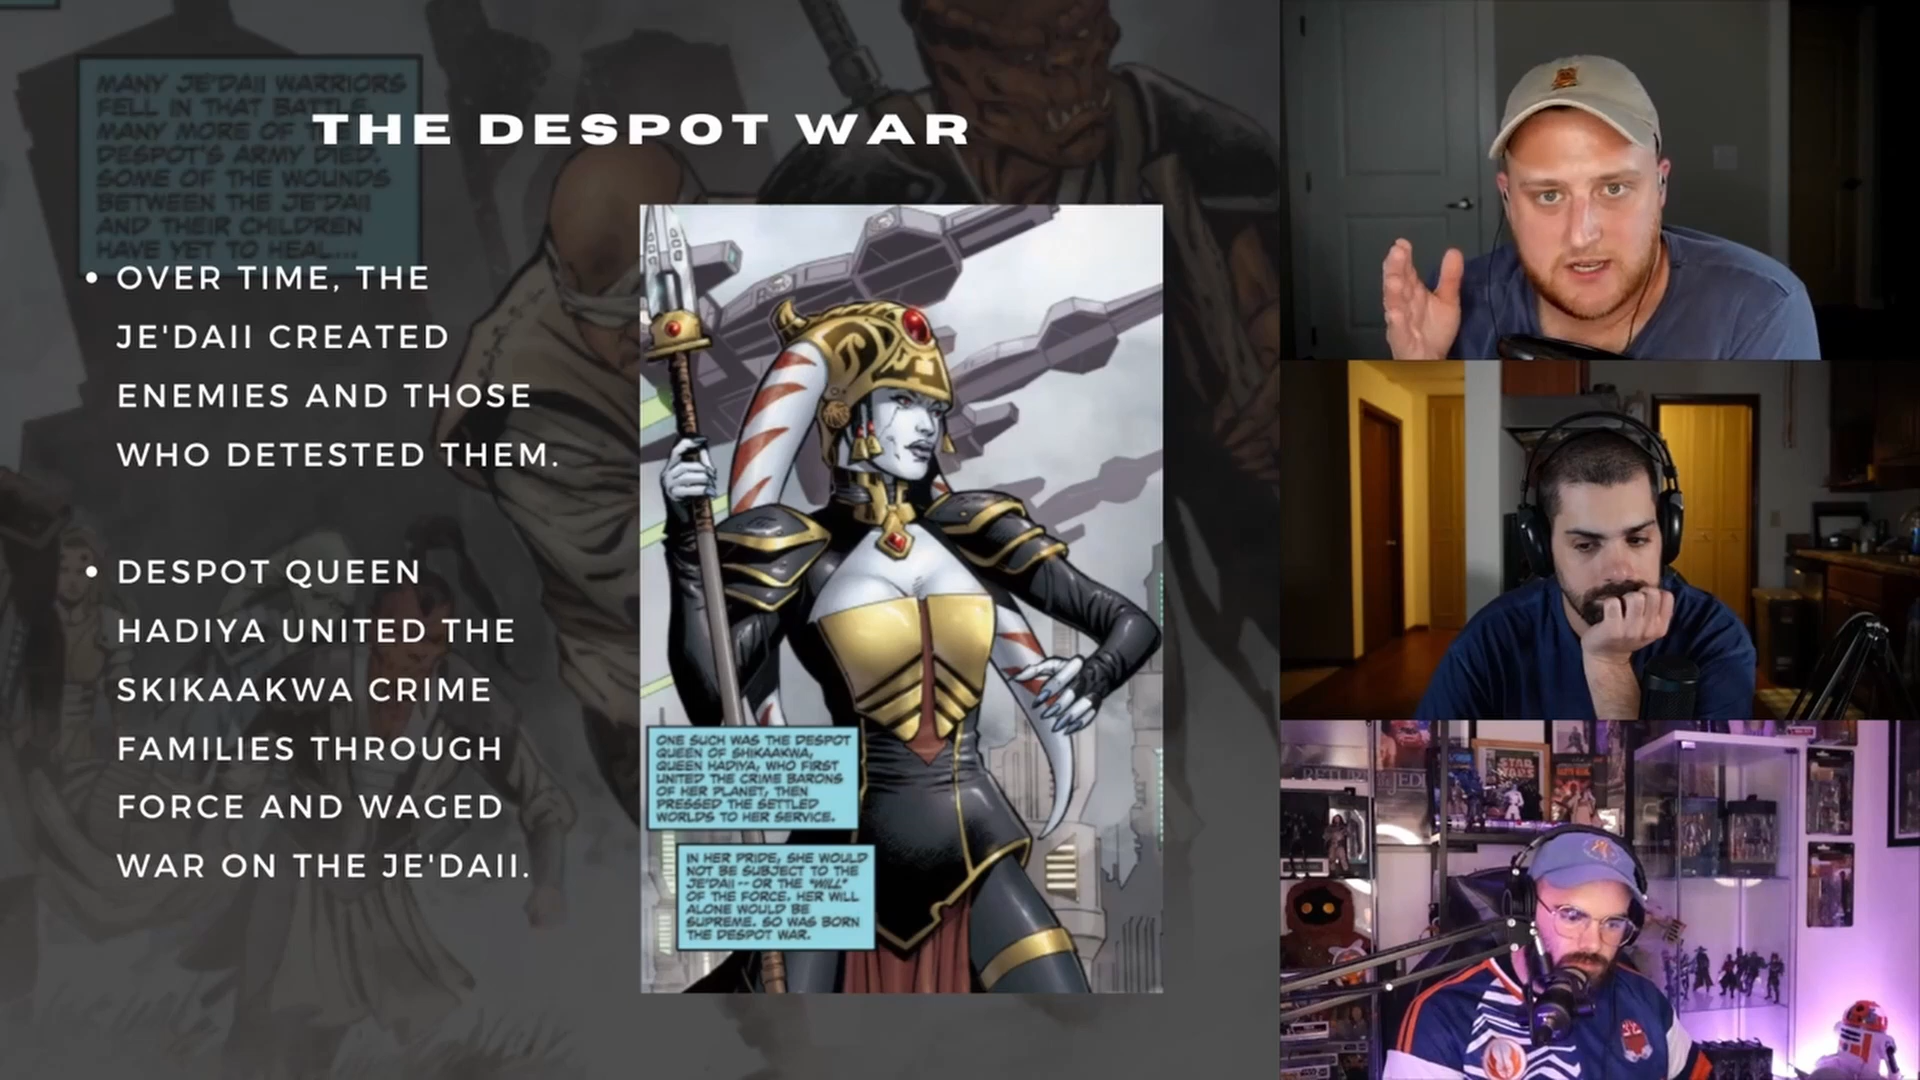 MANY JE'DAII WARRIORS
FELL IN THAT BATTLE.
MANY MORE OF
DESPOT'S ARMY DIED.
SOME OF THE WOUNDS
BETWEEN THE JE'DAII
AND THEIR CHILDREN
HAVE YET TO HEAL...
THE DESPOT WAR
• OVER TIME, THE
JE'DAII CREATED
ENEMIES AND THOSE
WHO DETESTED THEM.
• DESPOT QUEEN
HADIYA UNITED THE
SKIKAAKWA CRIME
FAMILIES THROUGH
FORCE AND WAGED
WAR ON THE JE'DAII.
ONE SUCH WAS THE DESPOT
QUEEN OF SHIKAAKWA,
QUEEN HADIYA, WHO FIRST
UNITED THE CRIME BARONS
OF HER PLANET, THEN
PRESSED THE SETTLED
WORLDS TO HER SERVICE.
IN HER PRIDE, SHE WOULD
NOT BE SUBJECT TO THE
JE'DAII -- OR THE "WILL"
OF THE FORCE. HER WILL
ALONE WOULD BE
SUPREME. SO WAS BORN
THE DESPOT WAR.
STAR
WARS
RETURN OF THE JEDI